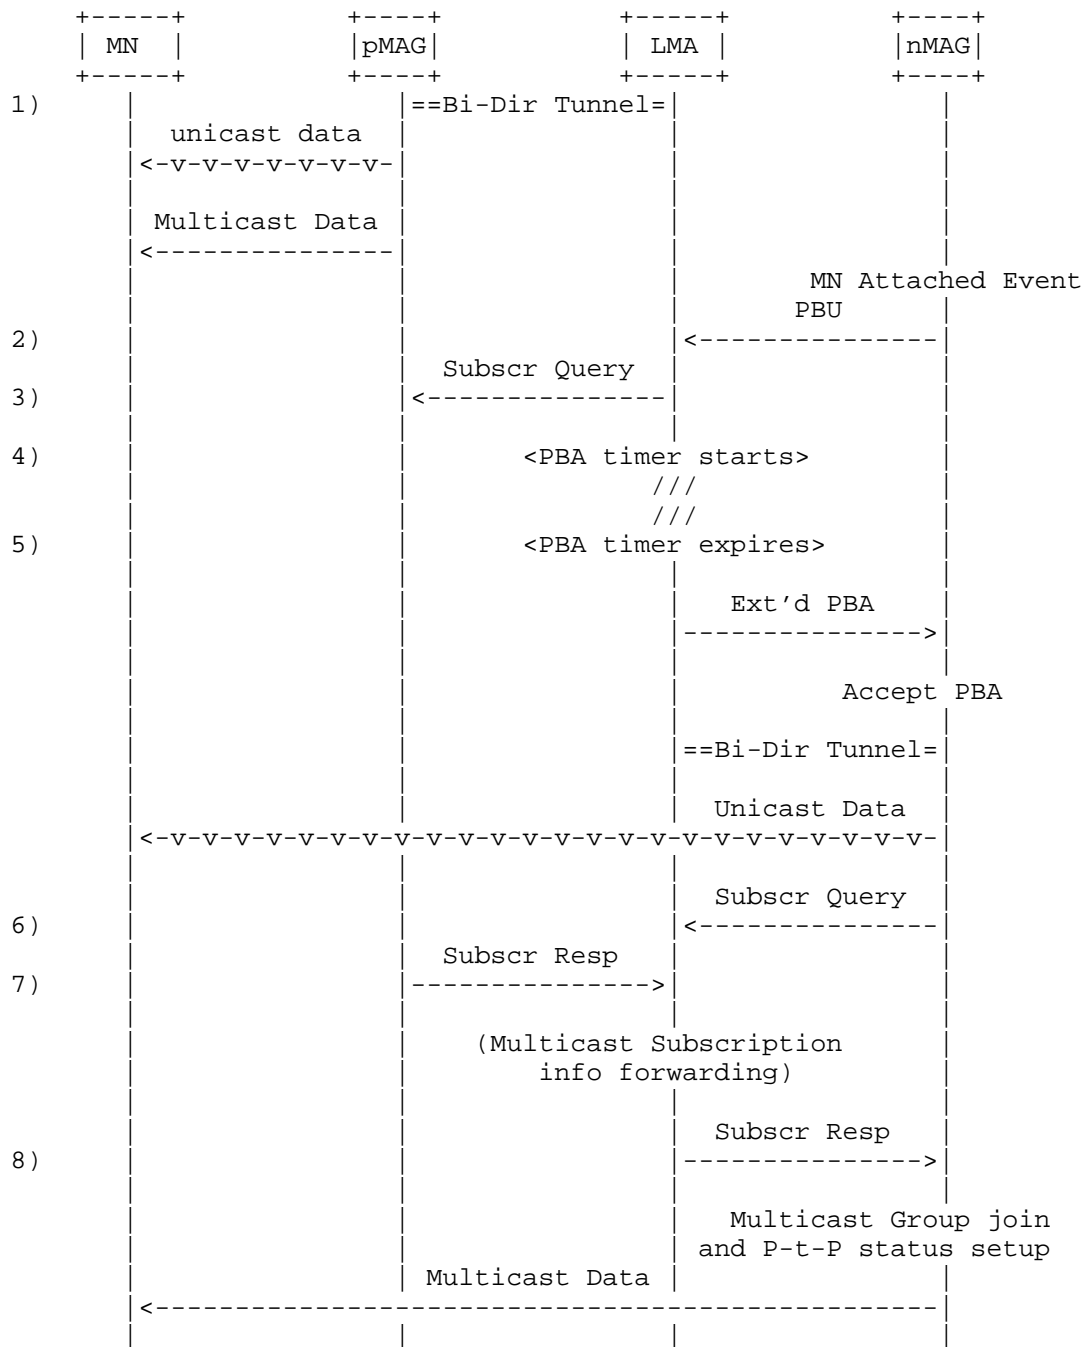 MN pMAG LMA nMAG
1) ==Bi-Dir Tunnel=
unicast data
<-v-v-v-v-v-v-v-
Multicast Data
<---------------
MN Attached Event
PBU
2) <---------------
Subscr Query
3) <---------------
4) <PBA timer starts>
///
///
5) <PBA timer expires>
Ext'd PBA
--------------->
Accept PBA
==Bi-Dir Tunnel=
Unicast Data
<-v-v-v-v-v-v-v-v-v-v-v-v-v-v-v-v-v-v-v-v-v-v-v-v-
Subscr Query
6) <---------------
Subscr Resp
7) --------------->
(Multicast Subscription
info forwarding)
Subscr Resp
8) --------------->
Multicast Group join
and P-t-P status setup
Multicast Data
<-------------------------------------------------